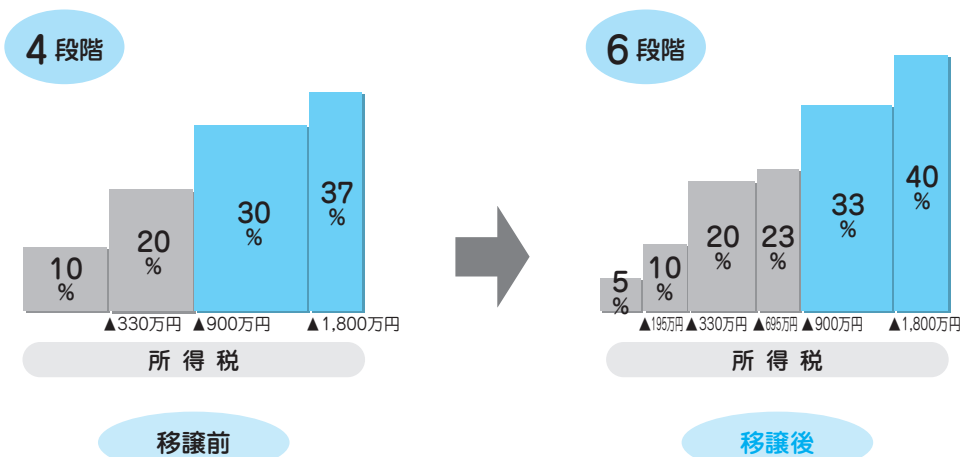 4段階
10
%
20
%
30
%
37
%
▲330万円 ▲900万円 ▲1,800万円
所得税
移譲前
6段階
5
%
10
%
20
%
23
%
33
%
40
%
▲195万円 ▲330万円 ▲695万円 ▲900万円 ▲1,800万円
所得税
移譲後